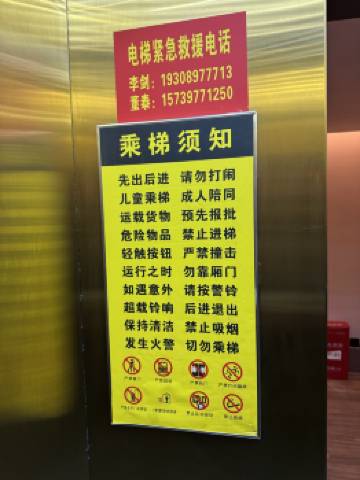 电梯紧急救援电话
李剑：19308977713
董泰：15739771250
乘梯须知
先出后进 请勿打闹
儿童乘梯 成人陪同
运载货物 预先报批
危险物品 禁止进梯
轻触按钮 严禁撞击
运行之时 勿靠厢门
如遇意外 请按警铃
超载铃响 后进退出
保持清洁 禁止吸烟
发生火警 切勿乘梯